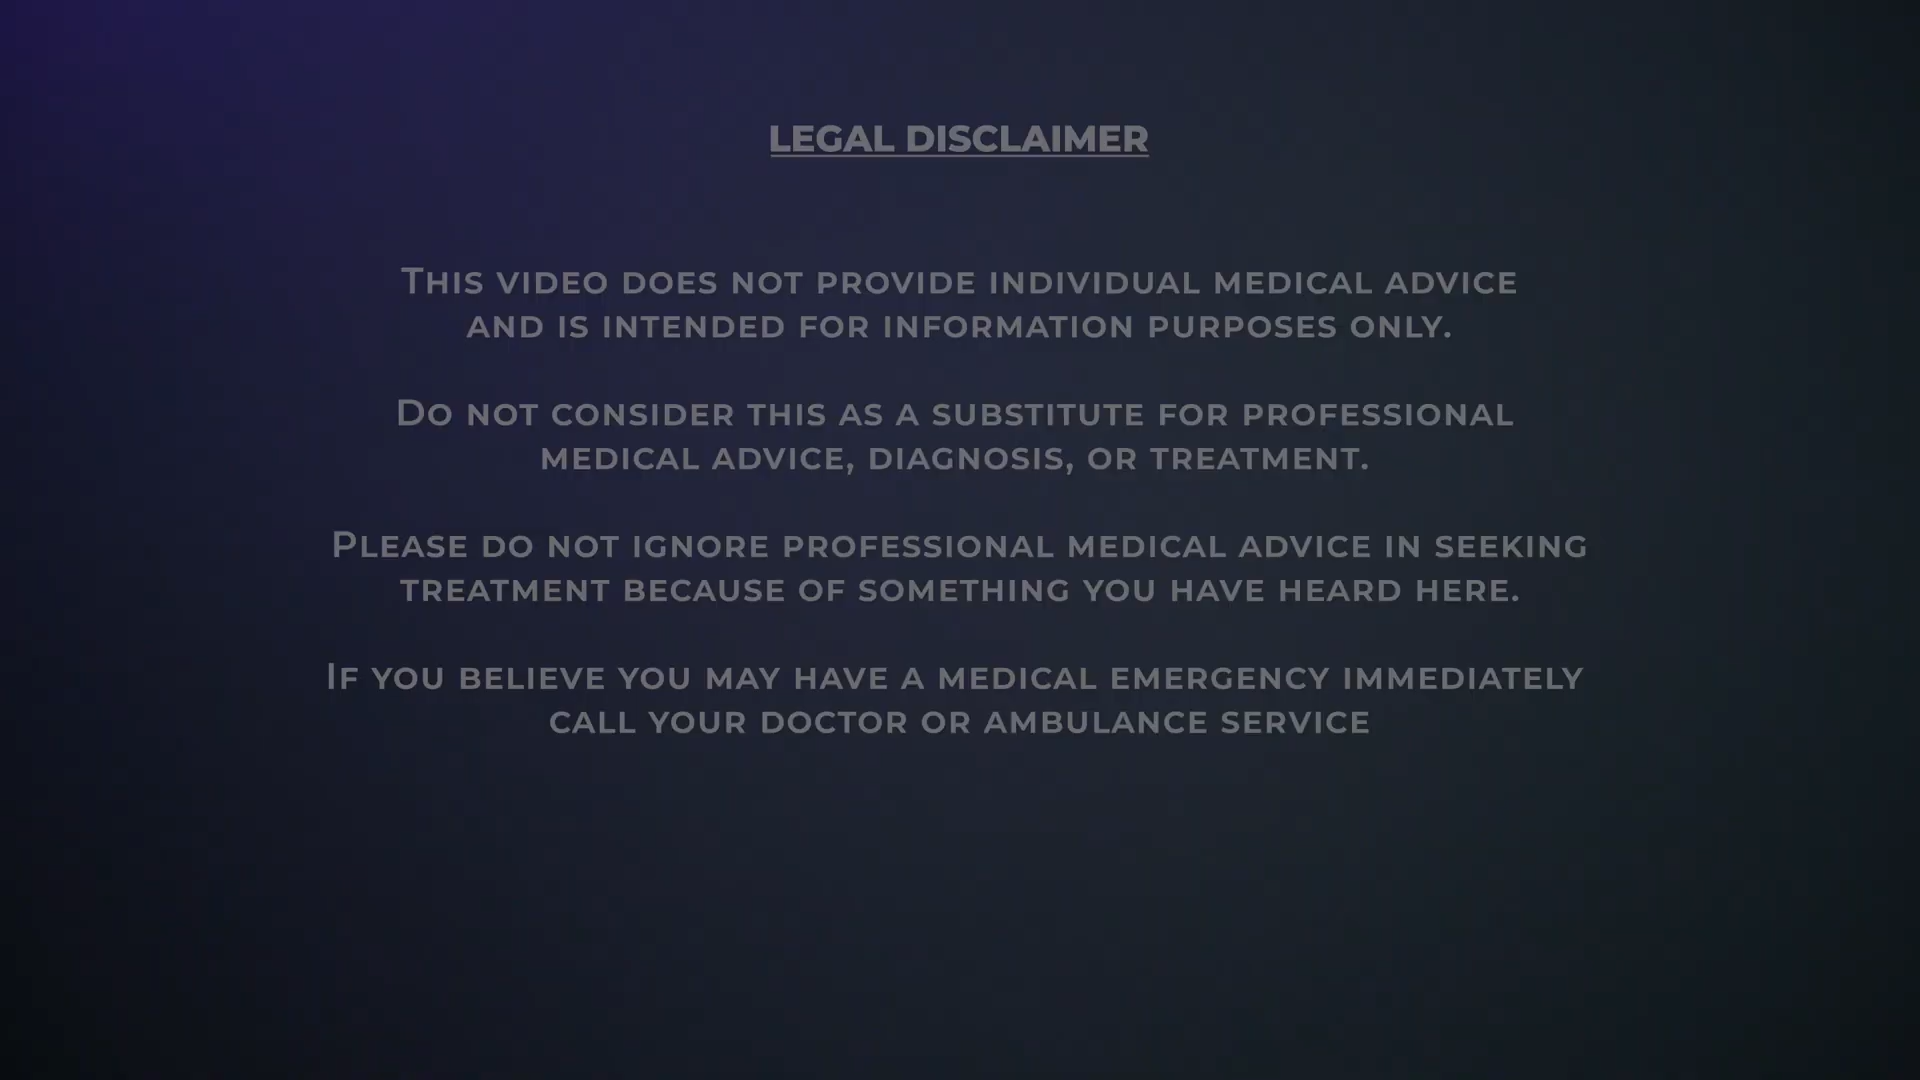 LEGAL DISCLAIMER
This video does not provide individual medical advice
and is intended for information purposes only.
Do not consider this as a substitute for professional
medical advice, diagnosis, or treatment.
Please do not ignore professional medical advice in seeking
treatment because of something you have heard here.
If you believe you may have a medical emergency immediately
call your doctor or ambulance service